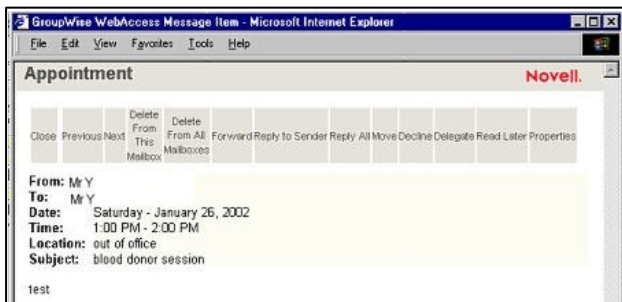 GroupWise WebAccess Message Item - Microsoft Internet Explorer
File Edit View Favorites Tools Help
Appointment Novell.
Close Previous Next Delete From This Mailbox Delete From All Mailboxes Forward Reply to Sender Reply All Move Decline Delegate Read Later Properties
From: Mr Y
To: Mr Y
Date: Saturday - January 26, 2002
Time: 1:00 PM - 2:00 PM
Location: out of office
Subject: blood donor session
test